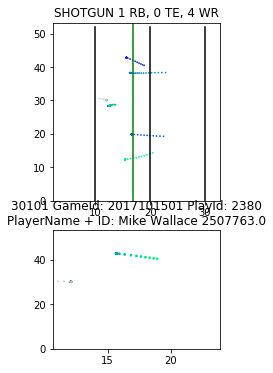 SHOTGUN 1 RB, 0 TE, 4 WR
50
40
30
20
10
0
10 20 30
30101 GameId: 2017101501 PlayId: 2380
PlayerName + ID: Mike Wallace 2507763.0
40
20
0
15 20